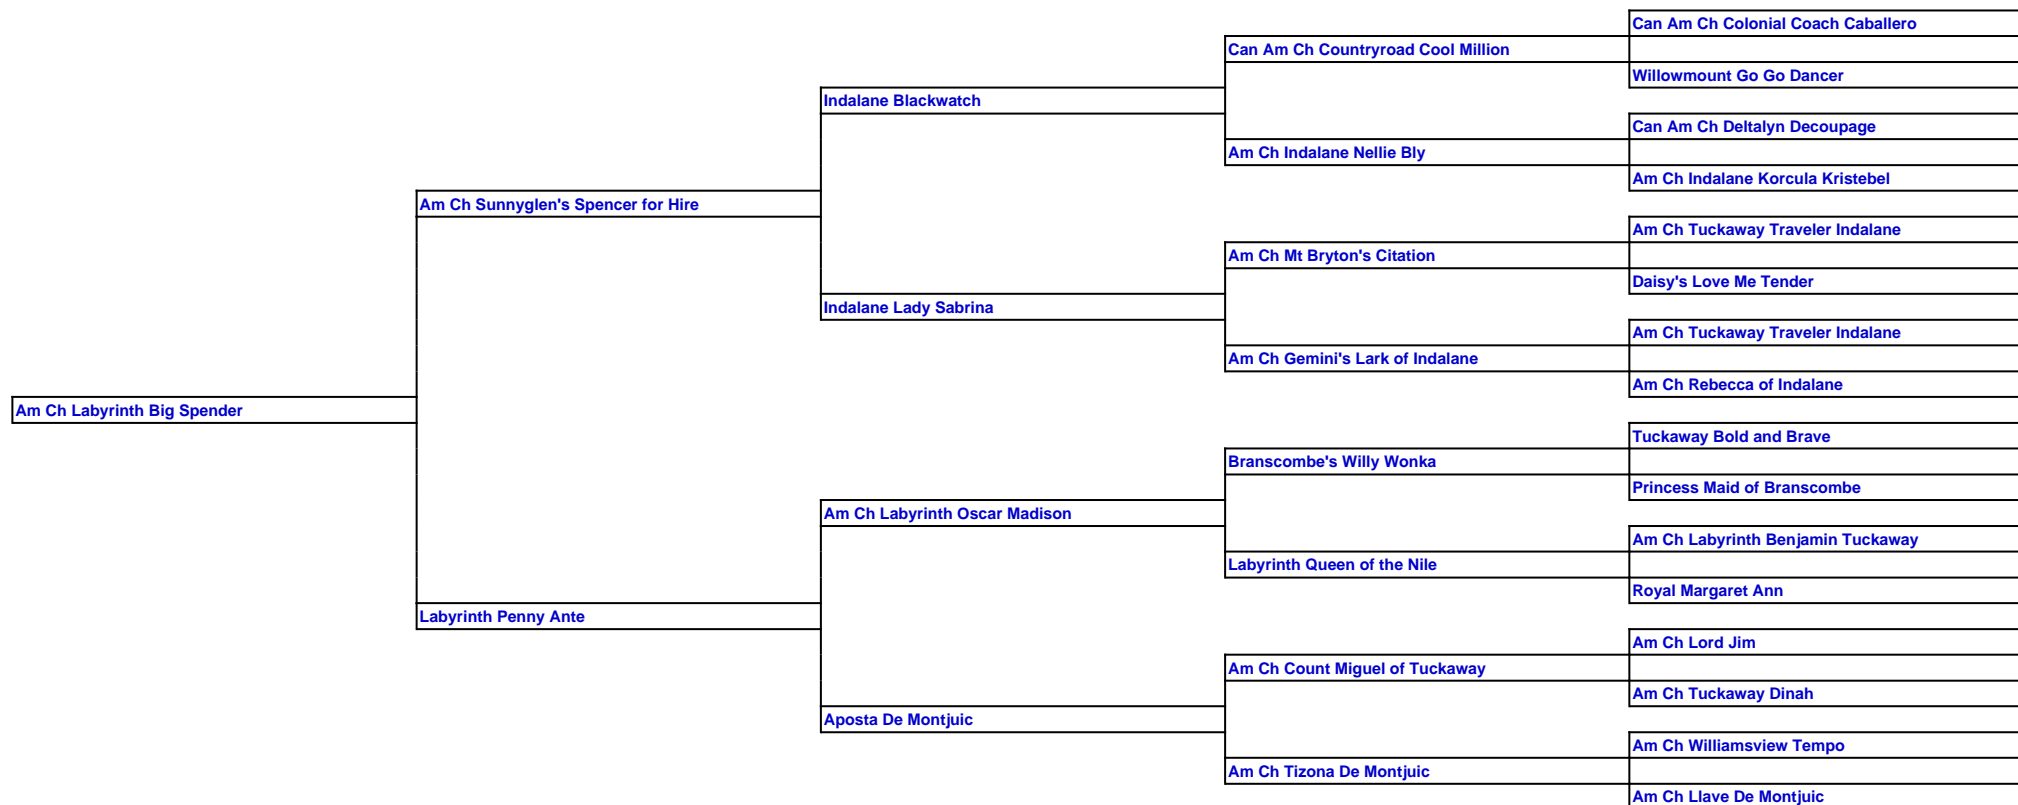 Can Am Ch Colonial Coach Caballero
Can Am Ch Countryroad Cool Million
Willowmount Go Go Dancer
Indalane Blackwatch
Can Am Ch Deltalyn Decoupage
Am Ch Indalane Nellie Bly
Am Ch Indalane Korcula Kristebel
Am Ch Sunnyglen's Spencer for Hire
Am Ch Tuckaway Traveler Indalane
Am Ch Mt Bryton's Citation
Daisy's Love Me Tender
Indalane Lady Sabrina
Am Ch Tuckaway Traveler Indalane
Am Ch Gemini's Lark of Indalane
Am Ch Rebecca of Indalane
Am Ch Labyrinth Big Spender
Tuckaway Bold and Brave
Branscombe's Willy Wonka
Princess Maid of Branscombe
Am Ch Labyrinth Oscar Madison
Am Ch Labyrinth Benjamin Tuckaway
Labyrinth Queen of the Nile
Royal Margaret Ann
Labyrinth Penny Ante
Am Ch Lord Jim
Am Ch Count Miguel of Tuckaway
Am Ch Tuckaway Dinah
Aposta De Montjuic
Am Ch Williamsview Tempo
Am Ch Tizona De Montjuic
Am Ch Llave De Montjuic